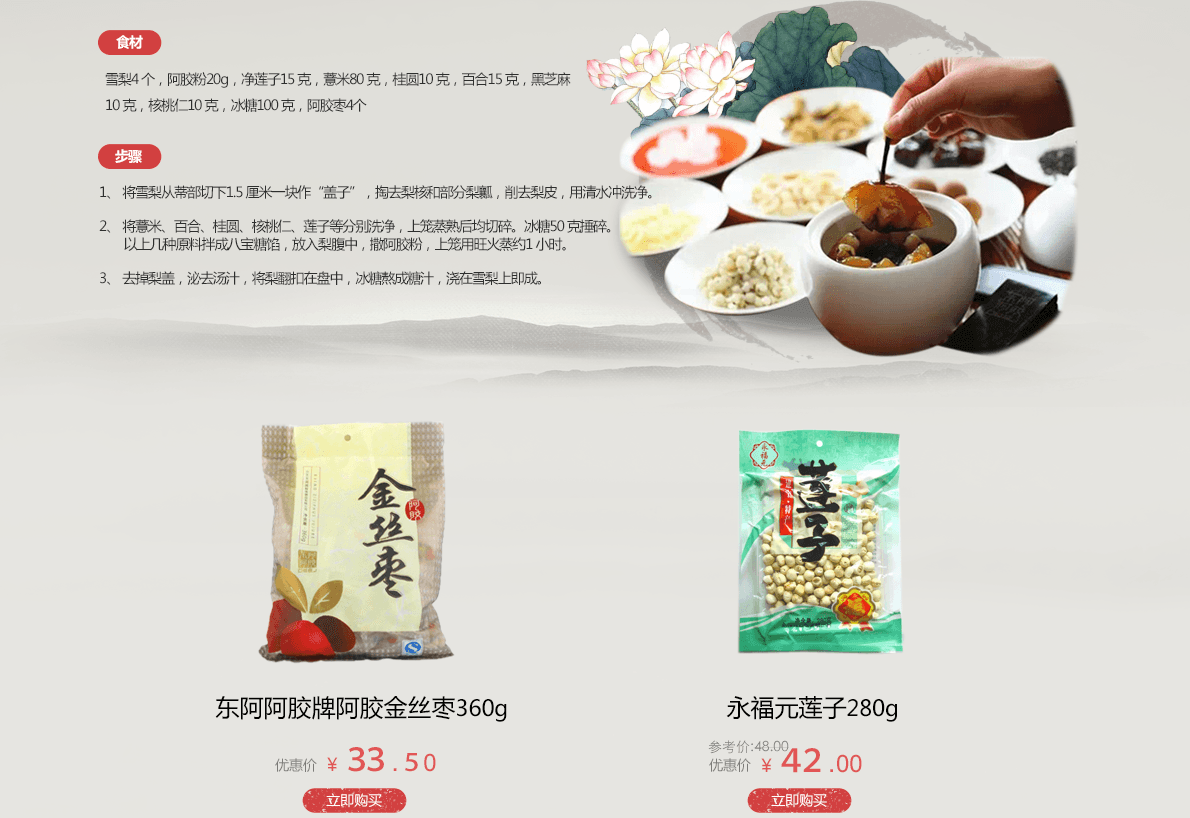 食材
雪梨4 个，阿胶粉20g，净莲子15 克，薏米80 克，桂圆10 克，百合15 克，黑芝麻
10 克，核桃仁10 克，冰糖100 克，阿胶枣4个
步骤
1、 将雪梨从蒂部切下1.5 厘米一块作“盖子”，掏去梨核和部分梨瓤，削去梨皮，用清水冲洗净。
2、 将薏米、百合、桂圆、核桃仁、莲子等分别洗净，上笼蒸熟后均切碎。冰糖50 克捶碎。
以上几种原料拌成八宝糖馅，放入梨腹中，撒阿胶粉，上笼用旺火蒸约1 小时。
3、 去掉梨盖，泌去汤汁，将梨翻扣在盘中，冰糖熬成糖汁，浇在雪梨上即成。
金丝枣
阿胶
永福元
莲子
东阿阿胶牌阿胶金丝枣360g
永福元莲子280g
优惠价 ¥ 33.50
参考价:48.00
优惠价 ¥ 42.00
立即购买
立即购买